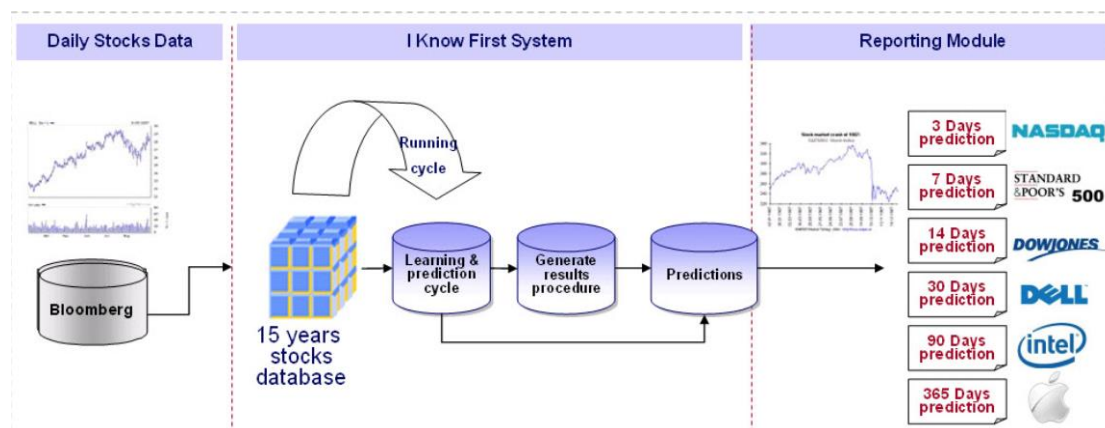 Daily Stocks Data
I Know First System
Reporting Module
Bloomberg
Running
cycle
15 years
stocks
database
Learning &
prediction
cycle
Generate
results
procedure
Predictions
3 Days
prediction
NASDAQ
7 Days
prediction
STANDARD
&POOR'S
500
14 Days
prediction
DOWJONES
30 Days
prediction
DELL
90 Days
prediction
intel
365 Days
prediction